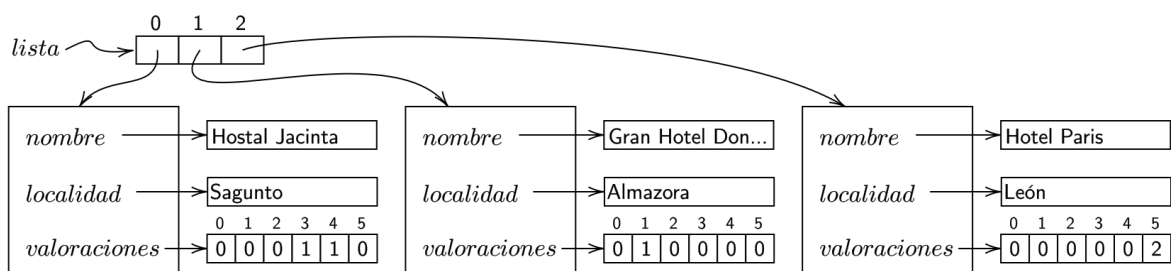 0 1 2
lista
nombre Hostal Jacinta nombre Gran Hotel Don... nombre Hotel Paris
localidad Sagunto localidad Almazora localidad León
0 1 2 3 4 5 0 1 2 3 4 5 0 1 2 3 4 5
valoraciones 0 0 0 1 1 0 valoraciones 0 1 0 0 0 0 valoraciones 0 0 0 0 0 2